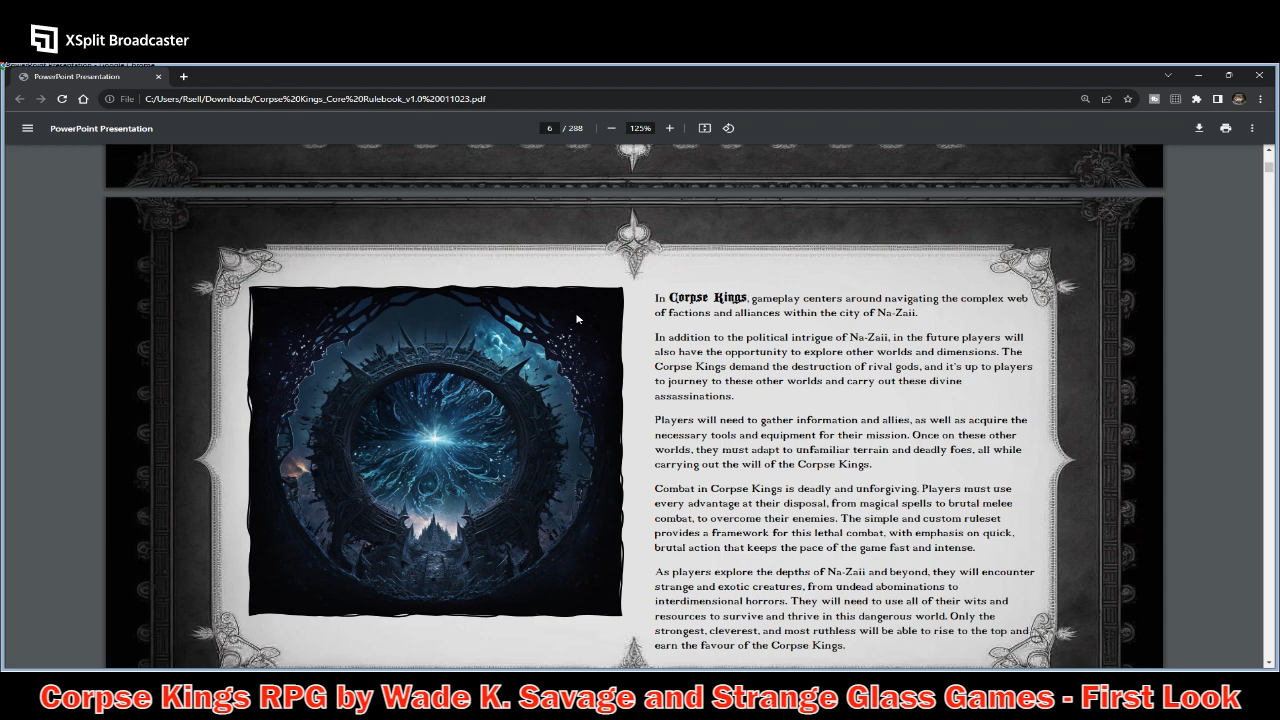 XSplit Broadcaster
PowerPoint Presentation - Google Chrome
PowerPoint Presentation
File C:/Users/Rsell/Downloads/Corpse%20Kings_Core%20Rulebook_v1.0%20011023.pdf
PowerPoint Presentation
6 / 288
125%
In Corpse Kings, gameplay centers around navigating the complex web
of factions and alliances within the city of Na-Zaii.
In addition to the political intrigue of Na-Zaii, in the future players will
also have the opportunity to explore other worlds and dimensions. The
Corpse Kings demand the destruction of rival gods, and it's up to players
to journey to these other worlds and carry out these divine
assassinations.
Players will need to gather information and allies, as well as acquire the
necessary tools and equipment for their mission. Once on these other
worlds, they must adapt to unfamiliar terrain and deadly foes, all while
carrying out the will of the Corpse Kings.
Combat in Corpse Kings is deadly and unforgiving. Players must use
every advantage at their disposal, from magical spells to brutal melee
combat, to overcome their enemies. The simple and custom ruleset
provides a framework for this lethal combat, with emphasis on quick,
brutal action that keeps the pace of the game fast and intense.
As players explore the depths of Na-Zaii and beyond, they will encounter
strange and exotic creatures, from undead abominations to
interdimensional horrors. They will need to use all of their wits and
resources to survive and thrive in this dangerous world. Only the
strongest, cleverest, and most ruthless will be able to rise to the top and
earn the favour of the Corpse Kings.
Corpse Kings RPG by Wade K. Savage and Strange Glass Games - First Look